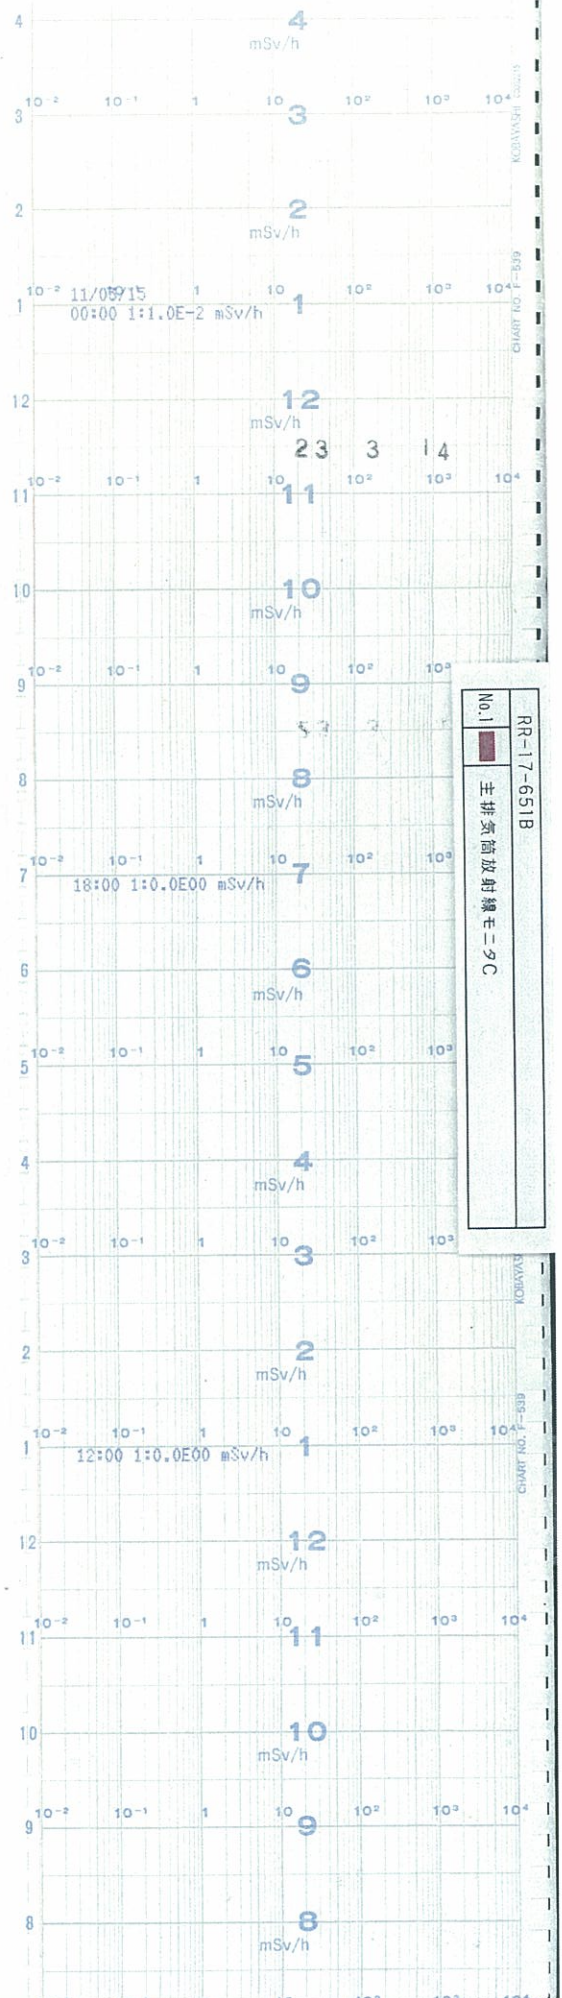 4 4
mSv/h
10⁻² 10⁻¹ 1 10 10² 10³ 10⁴
3 3
KOBAYASHI
2 2
mSv/h
CHART NO. F-539
10⁻² 1 10 10² 10³ 10⁴
11/03/15
1 1
00:00 1:1.0E-2 mSv/h
12 12
mSv/h
23 3 14
10⁻² 10⁻¹ 1 10 10² 10³ 10⁴
11 11
10 10
mSv/h
10⁻² 10⁻¹ 1 10 10² 10³
9 9
RR-17-651B
No.1 主排気筒放射線モニタC
8 8
mSv/h
10⁻² 10⁻¹ 1 10 10² 10³
7 7
18:00 1:0.0E00 mSv/h
6 6
mSv/h
10⁻² 10⁻¹ 1 10 10² 10³
5 5
4 4
mSv/h
10⁻² 10⁻¹ 1 10 10² 10³
3 3
2 2
mSv/h
CHART NO. F-539
10⁻² 10⁻¹ 1 10 10² 10³ 10⁴
1 1
12:00 1:0.0E00 mSv/h
12 12
mSv/h
10⁻² 10⁻¹ 1 10 10² 10³ 10⁴
11 11
10 10
mSv/h
10⁻² 10⁻¹ 1 10 10² 10³ 10⁴
9 9
8 8
mSv/h